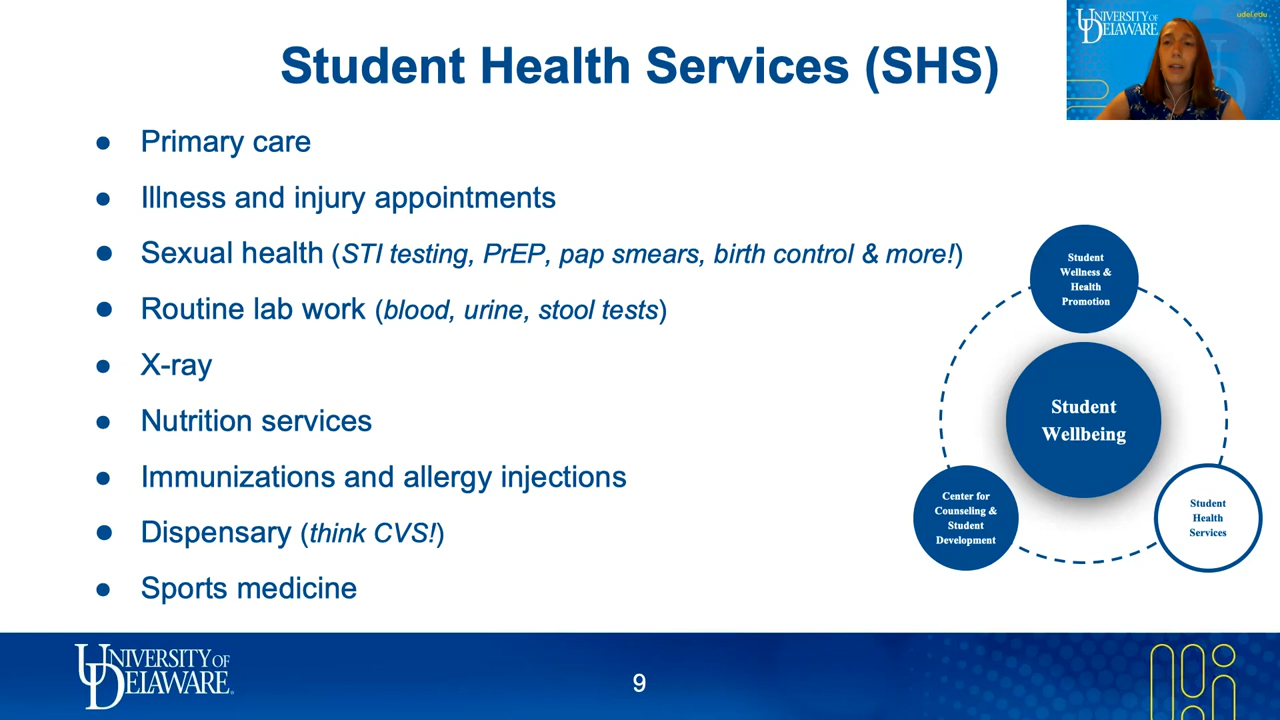 Student Health Services (SHS)
UNIVERSITY OF
DELAWARE
udel.edu
● Primary care
● Illness and injury appointments
● Sexual health (STI testing, PrEP, pap smears, birth control & more!)
● Routine lab work (blood, urine, stool tests)
● X-ray
● Nutrition services
● Immunizations and allergy injections
● Dispensary (think CVS!)
● Sports medicine
Student
Wellness &
Health
Promotion
Student
Wellbeing
Center for
Counseling &
Student
Development
Student
Health
Services
UNIVERSITY OF
DELAWARE
9